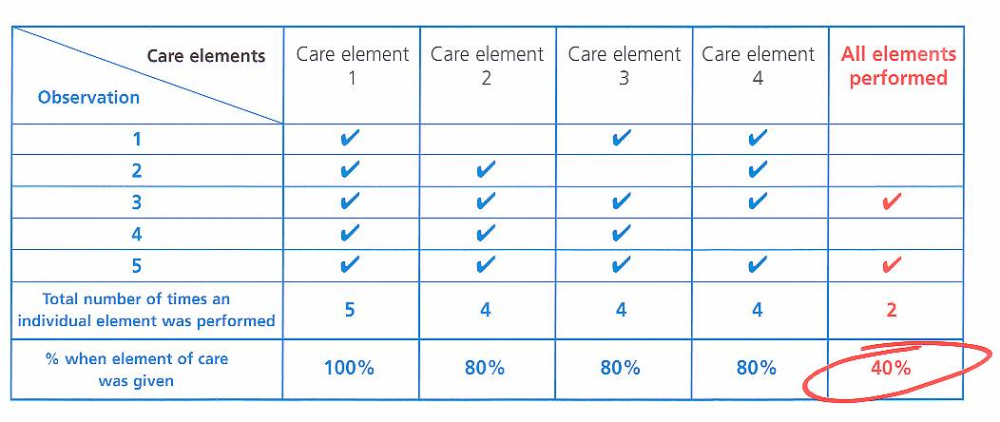 Care elements
Observation
Care element
1
Care element
2
Care element
3
Care element
4
All elements
performed
1 ✔ ✔ ✔
2 ✔ ✔ ✔
3 ✔ ✔ ✔ ✔ ✔
4 ✔ ✔ ✔
5 ✔ ✔ ✔ ✔ ✔
Total number of times an
individual element was performed
5 4 4 4 2
% when element of care
was given
100% 80% 80% 80% 40%